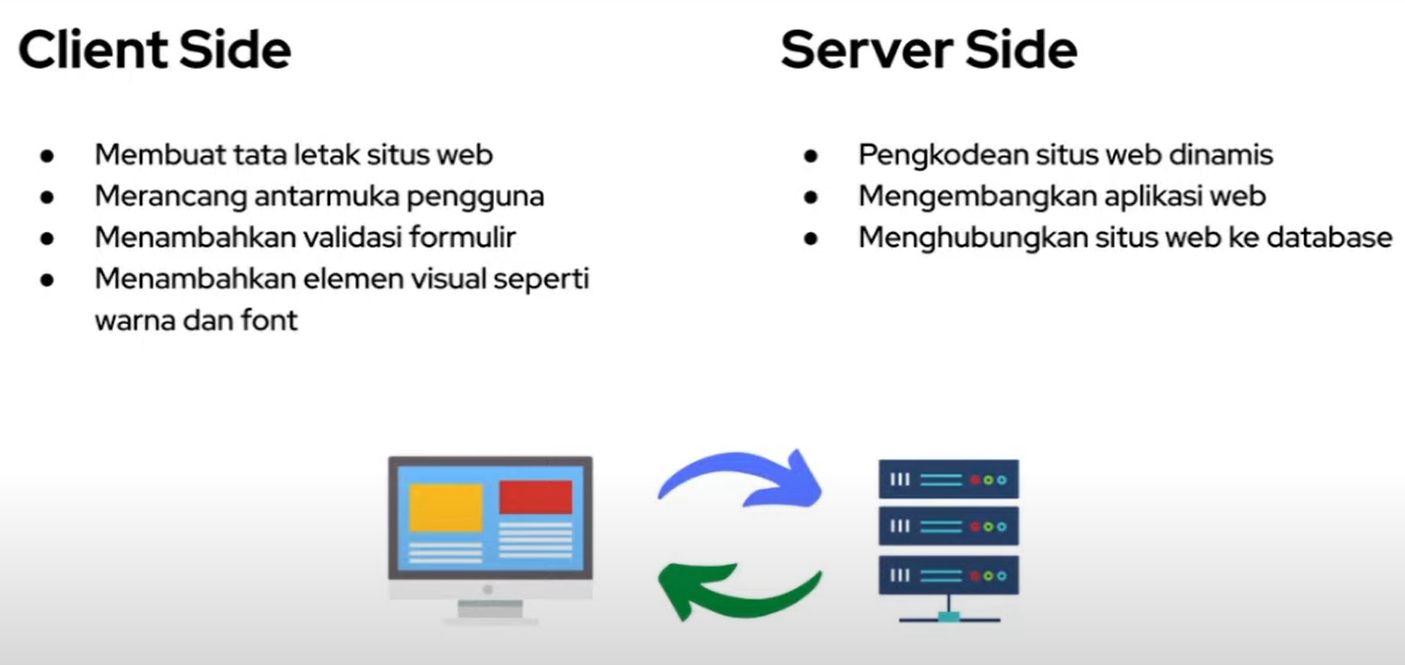 Client Side
● Membuat tata letak situs web
● Merancang antarmuka pengguna
● Menambahkan validasi formulir
● Menambahkan elemen visual seperti
warna dan font
Server Side
● Pengkodean situs web dinamis
● Mengembangkan aplikasi web
● Menghubungkan situs web ke database